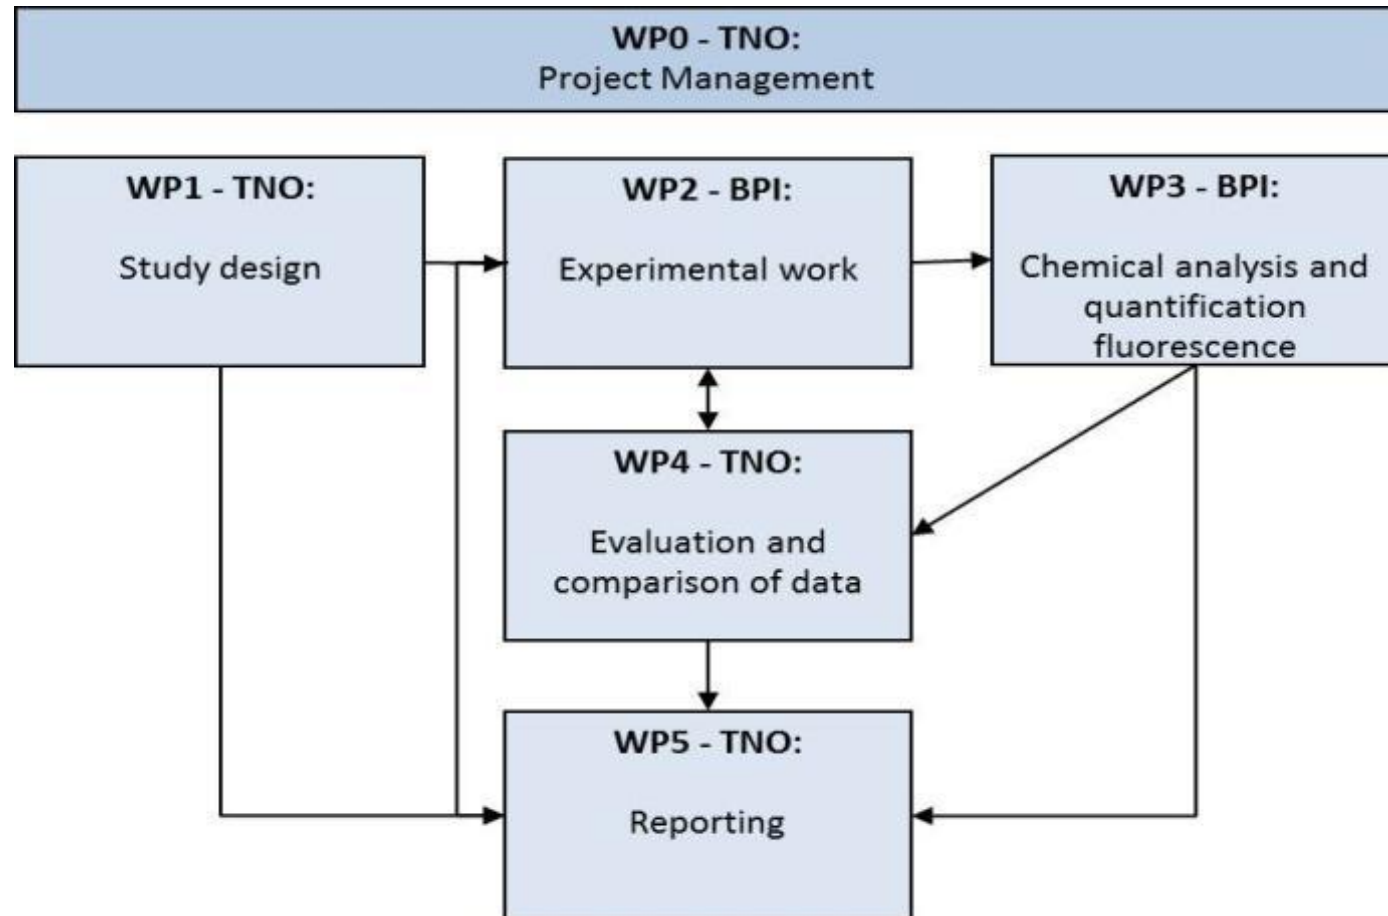 WP0 - TNO:
Project Management
WP1 - TNO:
Study design
WP2 - BPI:
Experimental work
WP3 - BPI:
Chemical analysis and
quantification
fluorescence
WP4 - TNO:
Evaluation and
comparison of data
WP5 - TNO:
Reporting